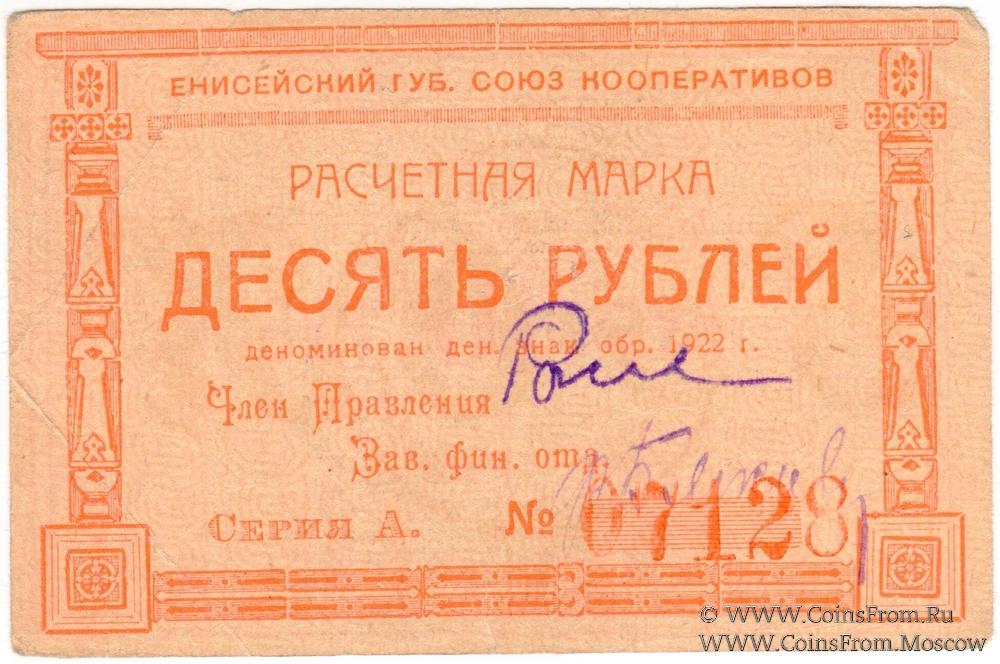 ЕНИСЕЙСКИЙ ГУБ. СОЮЗ КООПЕРАТИВОВ
РАСЧЕТНАЯ МАРКА
ДЕСЯТЬ РУБЛЕЙ
деноминован ден. знак. обр. 1922 г.
Член Правления
Зав. фин. отд.
СЕРИЯ А. № 07128
© WWW.CoinsFrom.Ru
WWW.CoinsFrom.Moscow